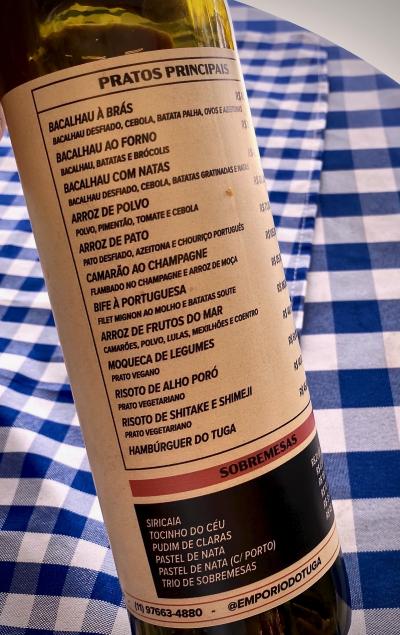 PRATOS PRINCIPAIS
BACALHAU À BRÁS
BACALHAU DESFIADO, CEBOLA, BATATA PALHA, OVOS E AZEITONAS
BACALHAU AO FORNO
BACALHAU, BATATAS E BRÓCOLIS
BACALHAU COM NATAS
BACALHAU DESFIADO, CEBOLA, BATATAS GRATINADAS E NATAS
ARROZ DE POLVO
POLVO, PIMENTÃO, TOMATE E CEBOLA
ARROZ DE PATO
PATO DESFIADO, AZEITONA E CHOURIÇO PORTUGUÊS
CAMARÃO AO CHAMPAGNE
FLAMBADO NO CHAMPAGNE E ARROZ DE MOÇA
BIFE À PORTUGUESA
FILET MIGNON AO MOLHO E BATATAS SOUTE
ARROZ DE FRUTOS DO MAR
CAMARÕES, POLVO, LULAS, MEXILHÕES E COENTRO
MOQUECA DE LEGUMES
PRATO VEGANO
RISOTO DE ALHO PORÓ
PRATO VEGETARIANO
RISOTO DE SHITAKE E SHIMEJI
PRATO VEGETARIANO
HAMBÚRGUER DO TUGA
SOBREMESAS
SIRICAIA
TOCINHO DO CÉU
PUDIM DE CLARAS
PASTEL DE NATA
PASTEL DE NATA (C/ PORTO)
TRIO DE SOBREMESAS
(11) 97663-4880 - @EMPORIODOTUGA